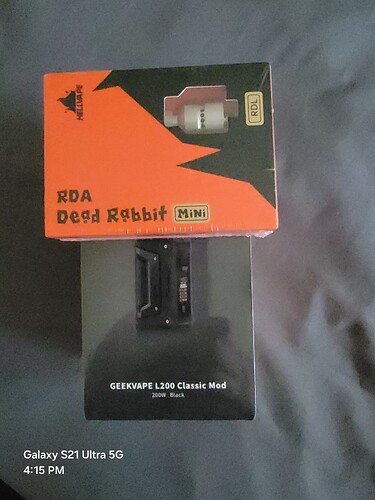 HELLVAPE
RDL
RDA
Dead Rabbit MiNi
GEEKVAPE L200 Classic Mod
200W Black
Galaxy S21 Ultra 5G
4:15 PM